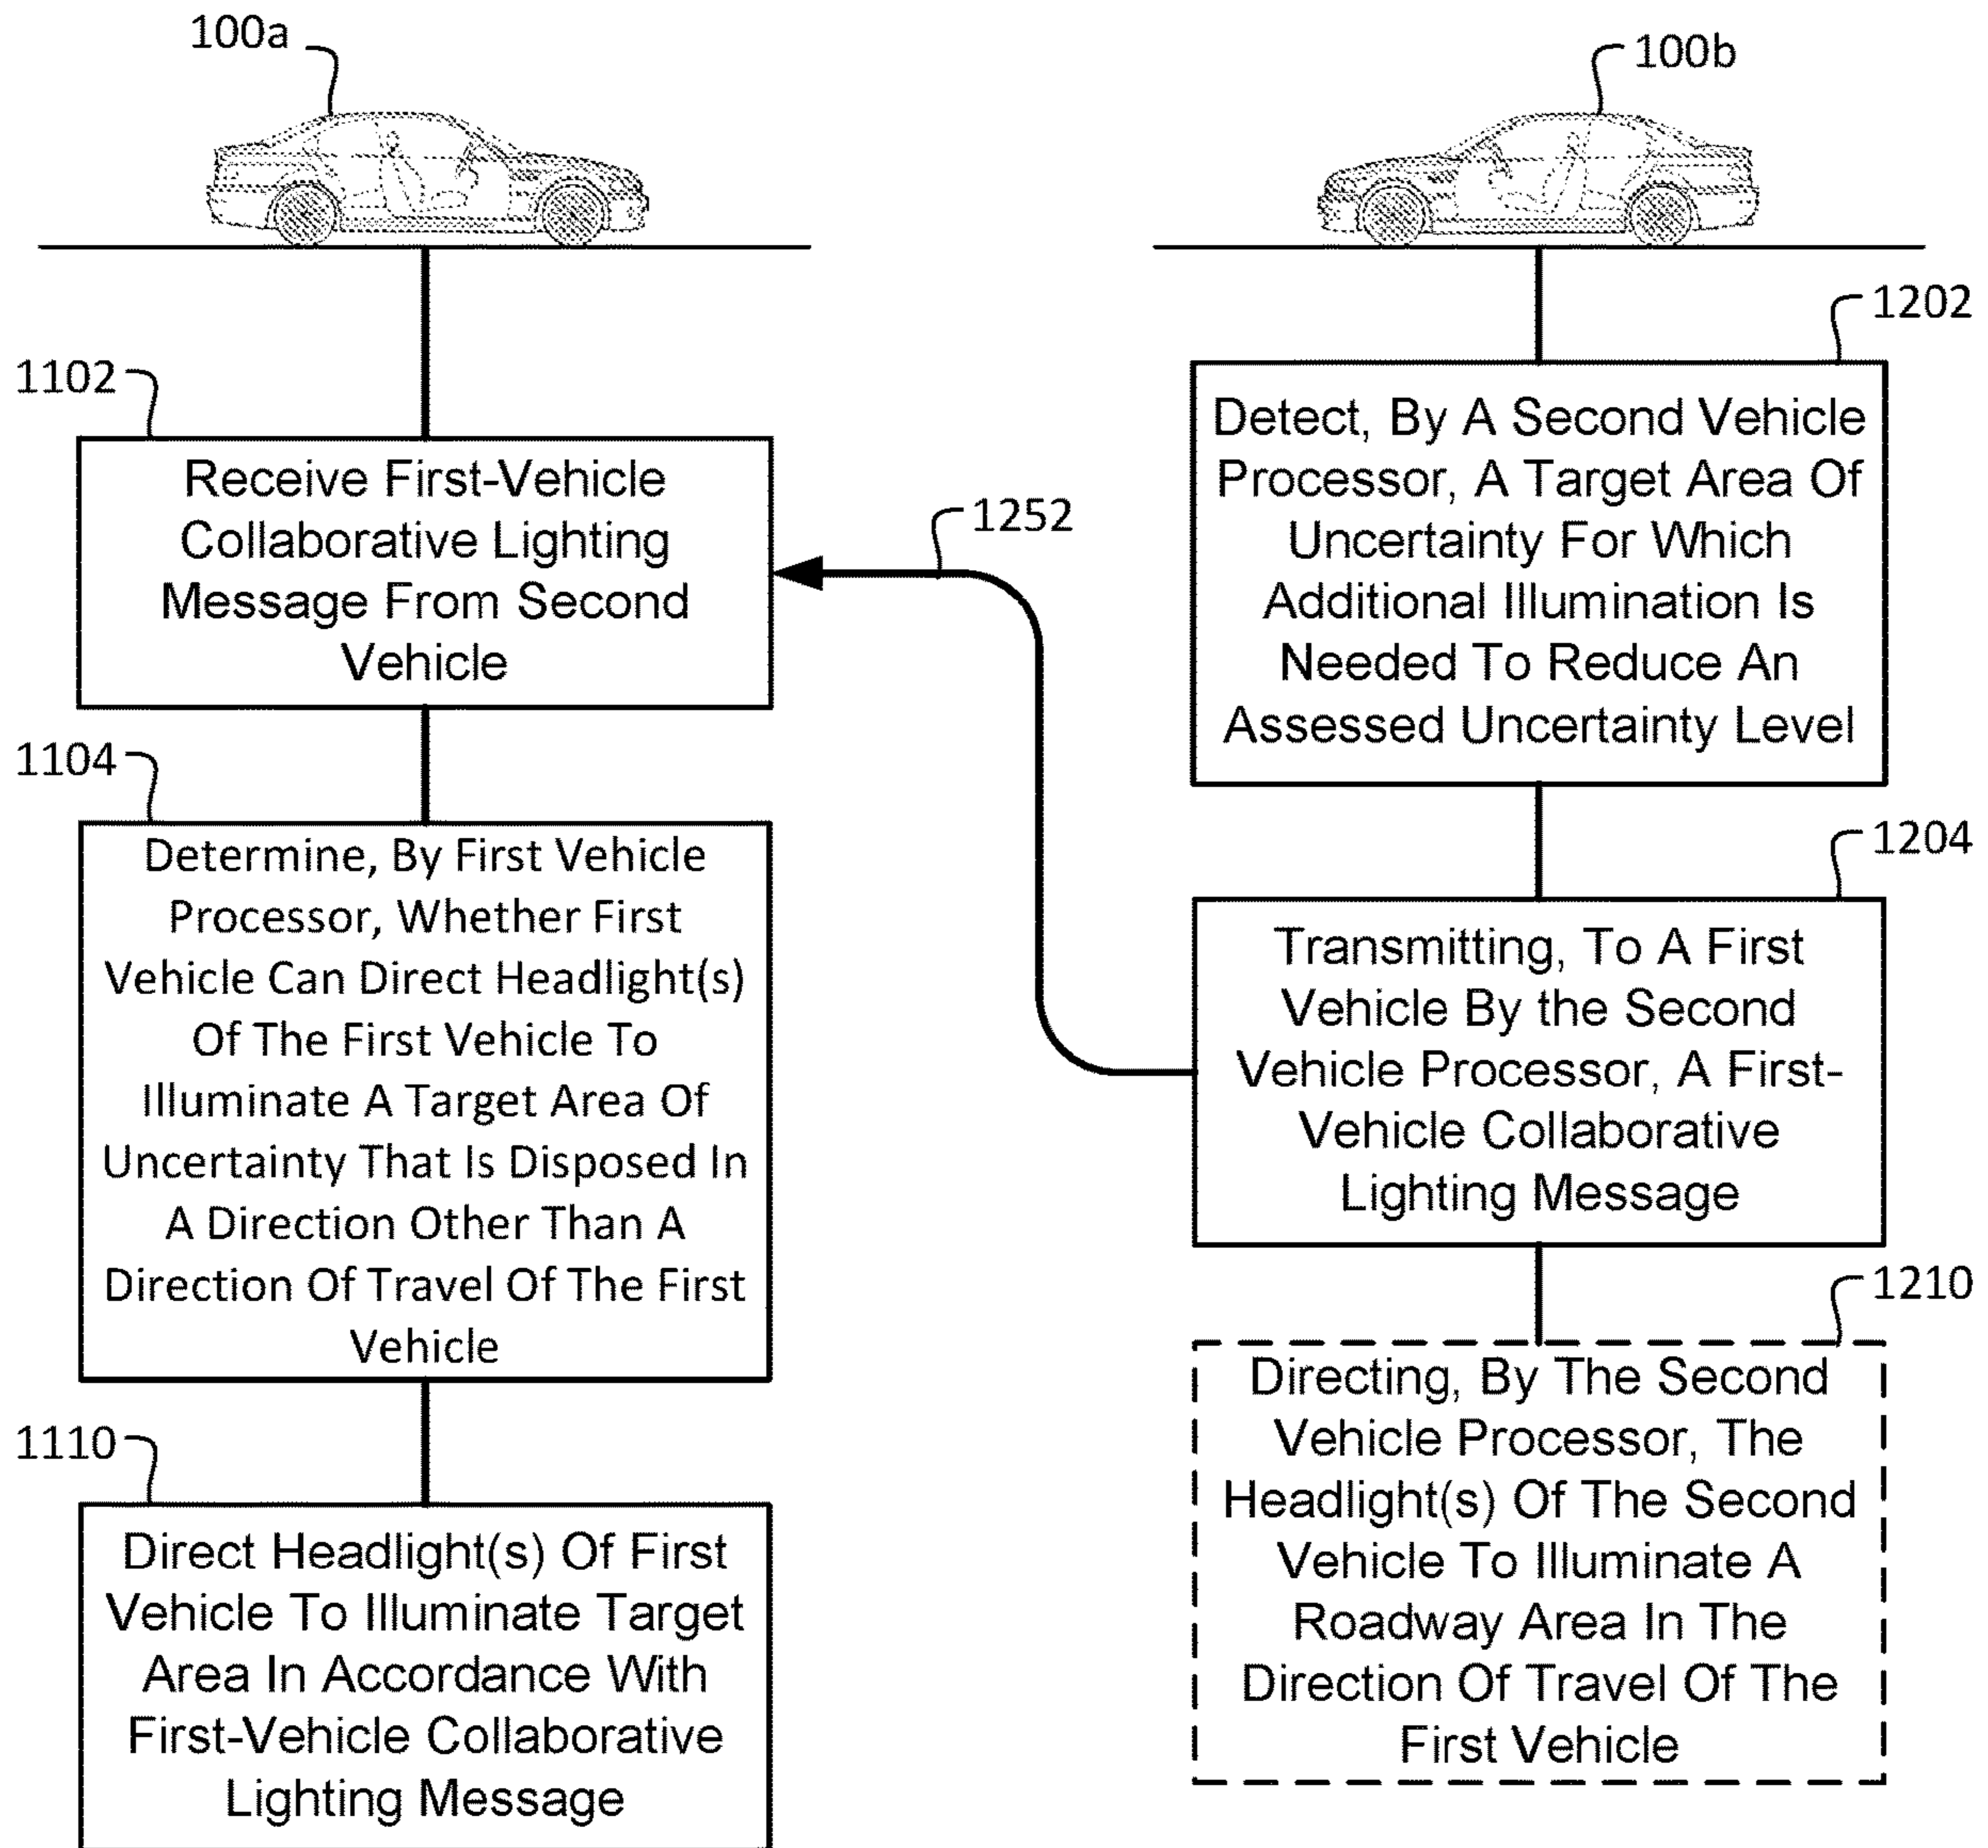 100a
100b
1202
1102
Detect, By A Second Vehicle
Processor, A Target Area Of
Uncertainty For Which
Additional Illumination Is
Needed To Reduce An
Assessed Uncertainty Level
Receive First-Vehicle
Collaborative Lighting
Message From Second
Vehicle
1252
1104
1204
Determine, By First Vehicle
Processor, Whether First
Vehicle Can Direct Headlight(s)
Of The First Vehicle To
Illuminate A Target Area Of
Uncertainty That Is Disposed In
A Direction Other Than A
Direction Of Travel Of The First
Vehicle
Transmitting, To A First
Vehicle By the Second
Vehicle Processor, A First-
Vehicle Collaborative
Lighting Message
1210
1110
Directing, By The Second
Vehicle Processor, The
Headlight(s) Of The Second
Vehicle To Illuminate A
Roadway Area In The
Direction Of Travel Of The
First Vehicle
Direct Headlight(s) Of First
Vehicle To Illuminate Target
Area In Accordance With
First-Vehicle Collaborative
Lighting Message